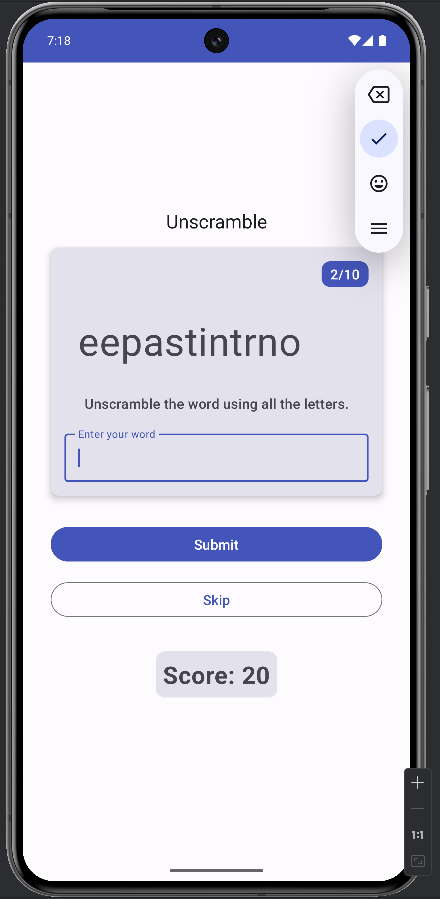 7:18
Unscramble
2/10
eepastintrno
Unscramble the word using all the letters.
Enter your word
Submit
Skip
Score: 20
1:1